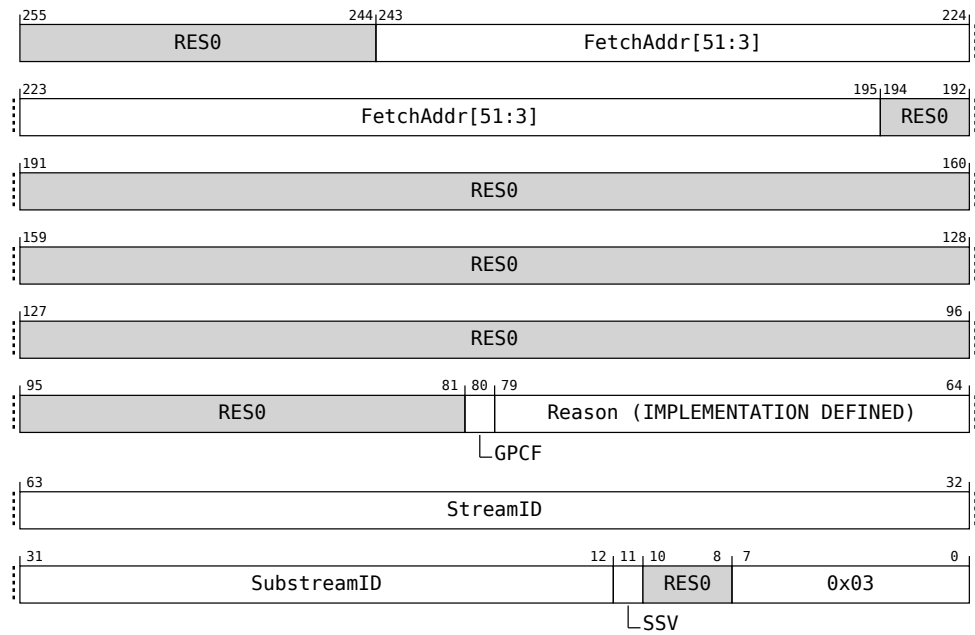 255 244 243 224
RES0 FetchAddr[51:3]
223 195 194 192
FetchAddr[51:3] RES0
191 160
RES0
159 128
RES0
127 96
RES0
95 81 80 79 64
RES0 Reason (IMPLEMENTATION DEFINED)
GPCF
63 32
StreamID
31 12 11 10 8 7 0
SubstreamID RES0 0x03
SSV